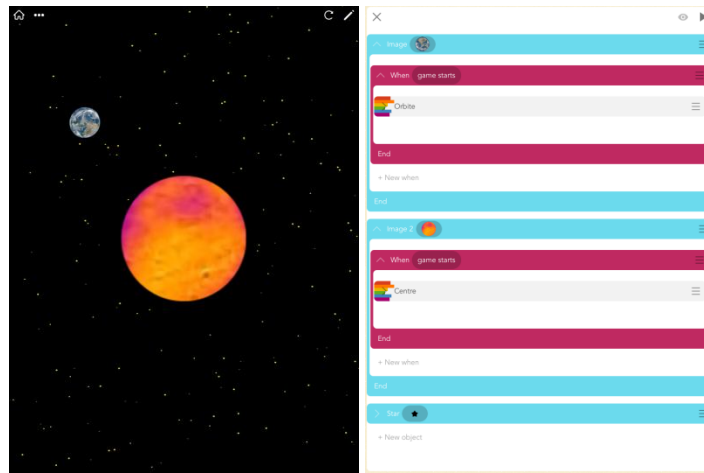 Image
When game starts
Orbite
End
+ New when
End
Image 2
When game starts
Centre
End
+ New when
End
Star
+ New object